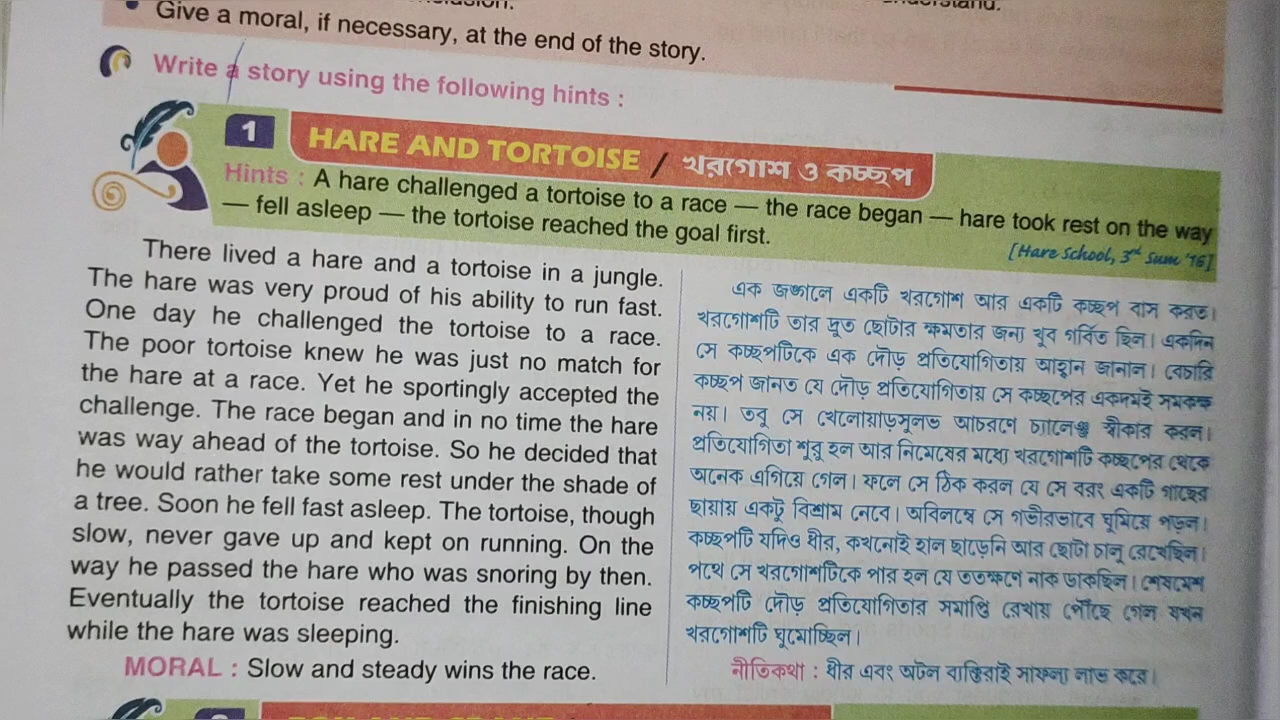 Give a moral, if necessary, at the end of the story.
Write a story using the following hints :
1
HARE AND TORTOISE / খরগোশ ও কচ্ছপ
Hints : A hare challenged a tortoise to a race — the race began — hare took rest on the way
— fell asleep — the tortoise reached the goal first.
[Hare School, 3rd Sum '16]
There lived a hare and a tortoise in a jungle.
The hare was very proud of his ability to run fast.
One day he challenged the tortoise to a race.
The poor tortoise knew he was just no match for
the hare at a race. Yet he sportingly accepted the
challenge. The race began and in no time the hare
was way ahead of the tortoise. So he decided that
he would rather take some rest under the shade of
a tree. Soon he fell fast asleep. The tortoise, though
slow, never gave up and kept on running. On the
way he passed the hare who was snoring by then.
Eventually the tortoise reached the finishing line
while the hare was sleeping.
MORAL : Slow and steady wins the race.
এক জঙ্গলে একটি খরগোশ আর একটি কচ্ছপ বাস করত।
খরগোশটি তার দ্রুত ছোটার ক্ষমতার জন্য খুব গর্বিত ছিল। একদিন
সে কচ্ছপটিকে এক দৌড় প্রতিযোগিতায় আহ্বান জানাল। বেচারি
কচ্ছপ জানত যে দৌড় প্রতিযোগিতায় সে কচ্ছপের একদমই সমকক্ষ
নয়। তবু সে খেলোয়াড়সুলভ আচরণে চ্যালেঞ্জ স্বীকার করল।
প্রতিযোগিতা শুরু হল আর নিমেষের মধ্যে খরগোশটি কচ্ছপের থেকে
অনেক এগিয়ে গেল। ফলে সে ঠিক করল যে সে বরং একটি গাছের
ছায়ায় একটু বিশ্রাম নেবে। অবিলম্বে সে গভীরভাবে ঘুমিয়ে পড়ল।
কচ্ছপটি যদিও ধীর, কখনোই হাল ছাড়েনি আর ছোটা চালু রেখেছিল।
পথে সে খরগোশটিকে পার হল যে ততক্ষণে নাক ডাকছিল। শেষমেশ
কচ্ছপটি দৌড় প্রতিযোগিতার সমাপ্তি রেখায় পৌঁছে গেল যখন
খরগোশটি ঘুমোচ্ছিল।
নীতিকথা : ধীর এবং অটল ব্যক্তিরাই সাফল্য লাভ করে।